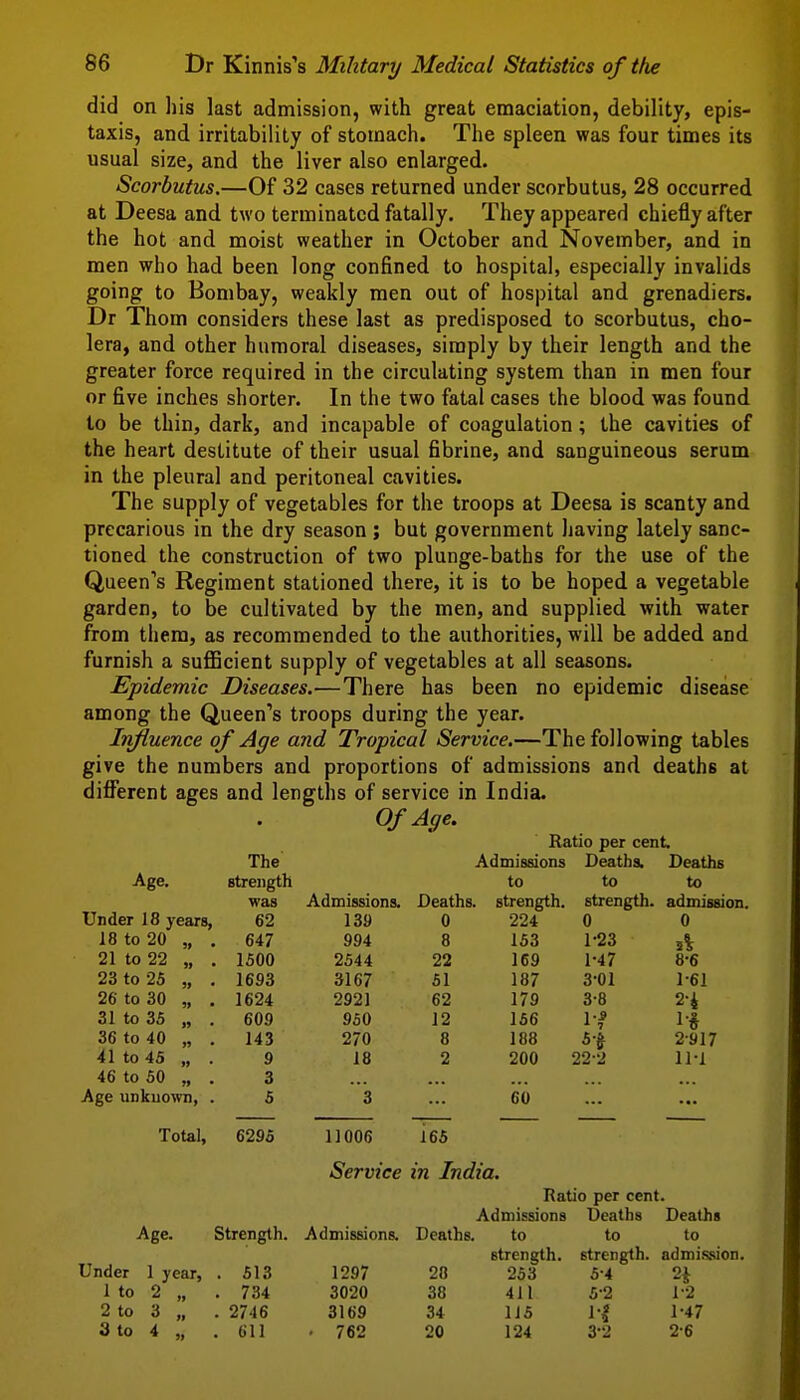 86 Dr Kinnis's Military Medical Statistics of the
did on his last admission, with great emaciation, debility, epis-
taxis, and irritability of stomach. The spleen was four times its
usual size, and the liver also enlarged.
Scorbutus.—Of 32 cases returned under scorbutus, 28 occurred
at Deesa and two terminated fatally. They appeared chiefly after
the hot and moist weather in October and November, and in
men who had been long confined to hospital, especially invalids
going to Bombay, weakly men out of hospital and grenadiers.
Dr Thom considers these last as predisposed to scorbutus, cho-
lera, and other humoral diseases, simply by their length and the
greater force required in the circulating system than in men four
or five inches shorter. In the two fatal cases the blood was found
to be thin, dark, and incapable of coagulation; the cavities of
the heart destitute of their usual fibrine, and sanguineous serum
in the pleural and peritoneal cavities.
The supply of vegetables for the troops at Deesa is scanty and
precarious in the dry season; but government having lately sanc-
tioned the construction of two plunge-baths for the use of the
Queen's Regiment stationed there, it is to be hoped a vegetable
garden, to be cultivated by the men, and supplied with water
from them, as recommended to the authorities, will be added and
furnish a sufficient supply of vegetables at all seasons.
Epidemic Diseases.—There has been no epidemic disease
among the Queen's troops during the year.
Influence of Age and Tropical Service.—The following tables
give the numbers and proportions of admissions and deaths at
different ages and lengths of service in India.
Of Age.
Ratio per cent.
The Admissions Deaths. Deaths
Age. strength to to to
was Admissions. Deaths. strength. strength. admission.
Under 18 years, 62 139 0 224 0 0
18 to 20 „ . 647 994 8 153 1·23
21 to 22 „ . 1500 2544 22 169 1·47 8·6
23 to 25 „ . 1693 3167 51 187 3·01 1·61
26 to 30 „ . 1624 2921 62 179 3·8
31 to 35 „ . 609 950 12 156
36 to 40 „ . 143 270 8 188 2·917
41 to 45 „ . 9 18 2 200 22·2 11·1
46 to 50 „ . 3 ... ... ... ... ...
Age unknown, . 5 3 ... 60 ... ...
Total, 6295 11006 165
Service in India.
Ratio per cent.
Admissions Deaths Deaths
Age. Strength. Admissions. Deaths. to to to
strength. strength. admission.
Under 1 year, . 513 1297 28 253 5·4
1 to 2 „ . 734 3020 38 411 5·2 1·2
2 to 3 „ . 2746 3169 34 115 1·47
3 to 4 „ . 611 762 20 124 3·2 2·6